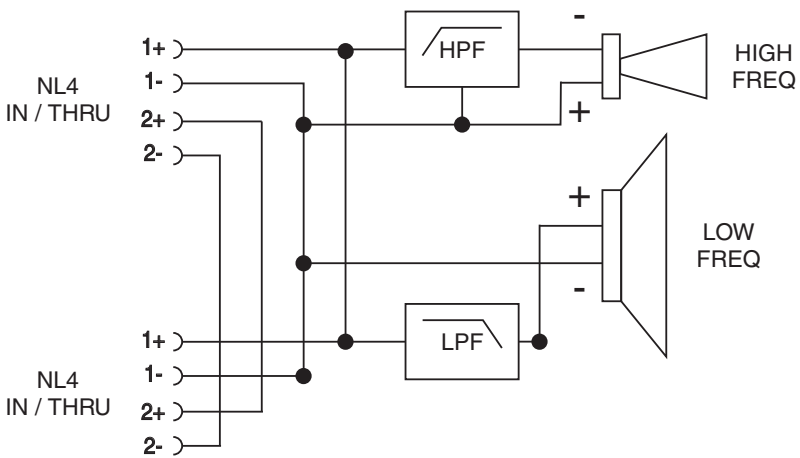 NL4
IN / THRU
1+
1-
2+
2-
HPF
-
+
HIGH
FREQ
+
-
LOW
FREQ
NL4
IN / THRU
1+
1-
2+
2-
LPF